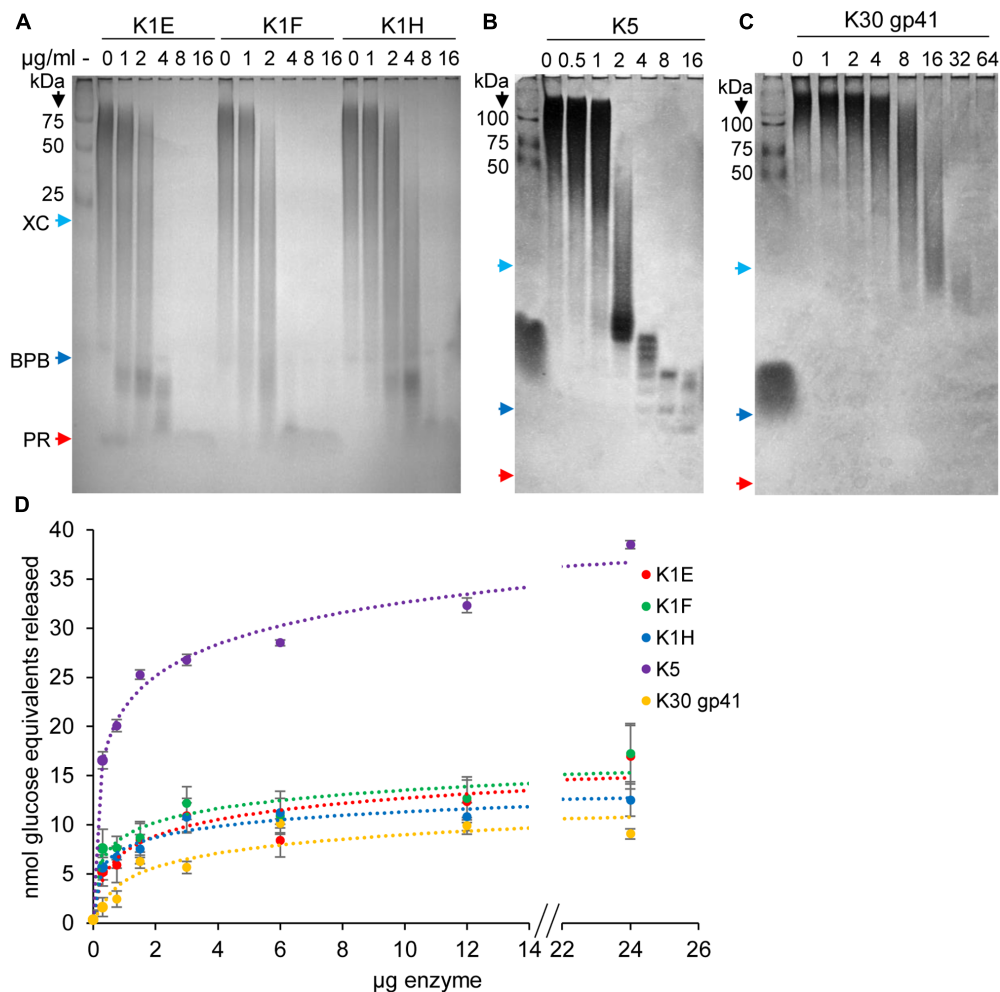 A K1E K1F K1H
µg/ml - 0 1 2 4 8 16 0 1 2 4 8 16 0 1 2 4 8 16
kDa
75
50
25
XC
BPB
PR
B K5
0 0.5 1 2 4 8 16
kDa
100
75
50
C K30 gp41
0 1 2 4 8 16 32 64
kDa
100
75
50
D
nmol glucose equivalents released
40
35
30
25
20
15
10
5
0
0 2 4 6 8 10 12 14 22 24 26
µg enzyme
K1E
K1F
K1H
K5
K30 gp41